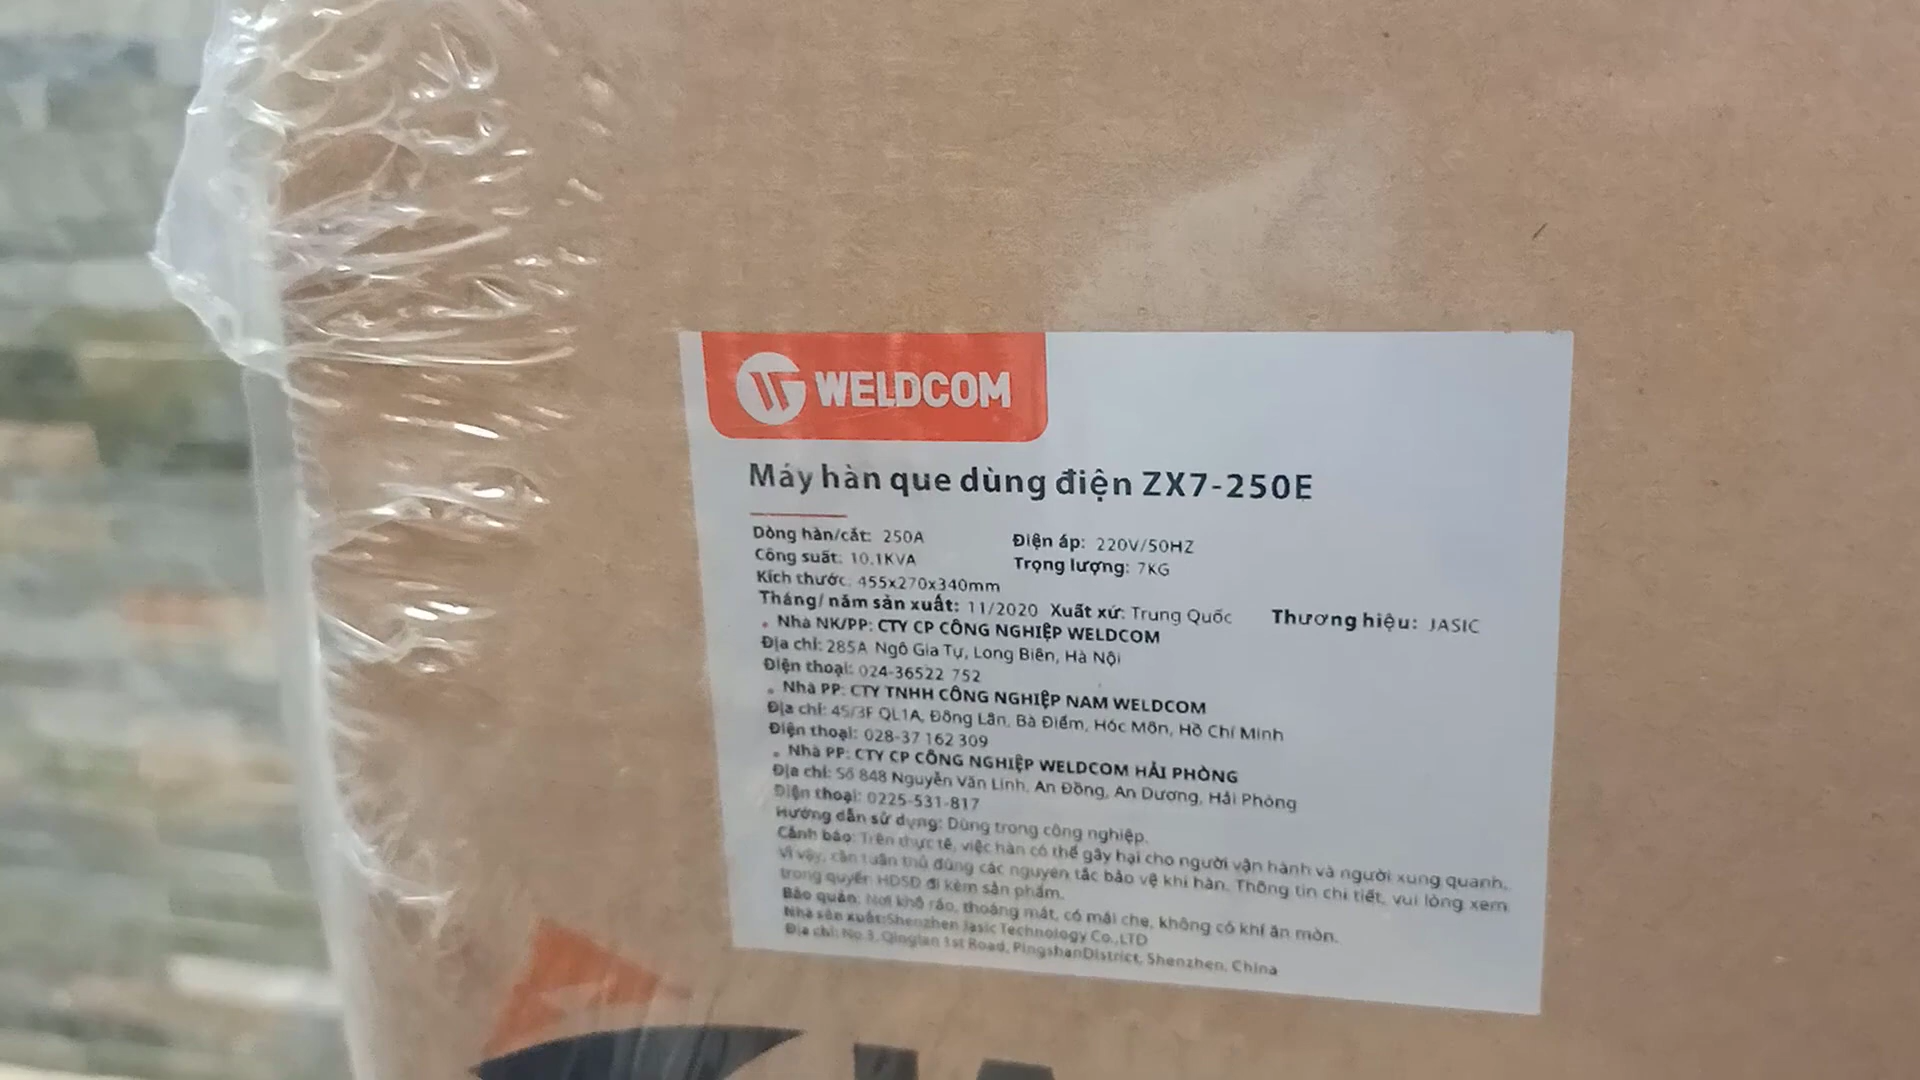 WELDCOM
Máy hàn que dùng điện ZX7-250E
Dòng hàn/cắt: 250A Điện áp: 220V/50HZ
Công suất: 10.1KVA Trọng lượng: 7KG
Kích thước: 455x270x340mm
Tháng/ năm sản xuất: 11/2020 Xuất xứ: Trung Quốc Thương hiệu: JASIC
• Nhà NK/PP: CTY CP CÔNG NGHIỆP WELDCOM
Địa chỉ: 285A Ngô Gia Tự, Long Biên, Hà Nội
Điện thoại: 024-36522 752
• Nhà PP: CTY TNHH CÔNG NGHIỆP NAM WELDCOM
Địa chỉ: 45/3F QL1A, Đông Lân, Bà Điểm, Hóc Môn, Hồ Chí Minh
Điện thoại: 028-37 162 309
• Nhà PP: CTY CP CÔNG NGHIỆP WELDCOM HẢI PHÒNG
Địa chỉ: Số 848 Nguyễn Văn Linh, An Đồng, An Dương, Hải Phòng
Điện thoại: 0225-531-817
Hướng dẫn sử dụng: Dùng trong công nghiệp.
Cảnh báo: Trên thực tế, việc hàn có thể gây hại cho người vận hành và người xung quanh.
Vì vậy, cần tuân thủ đúng các nguyên tắc bảo vệ khi hàn. Thông tin chi tiết, vui lòng xem
trong quyển HDSD đi kèm sản phẩm.
Bảo quản: Nơi khô ráo, thoáng mát, có mái che, không có khí ăn mòn.
Nhà sản xuất:Shenzhen Jasic Technology Co.,LTD
Địa chỉ: No 3, Qinglan 1st Road, PingshanDistrict, Shenzhen, China